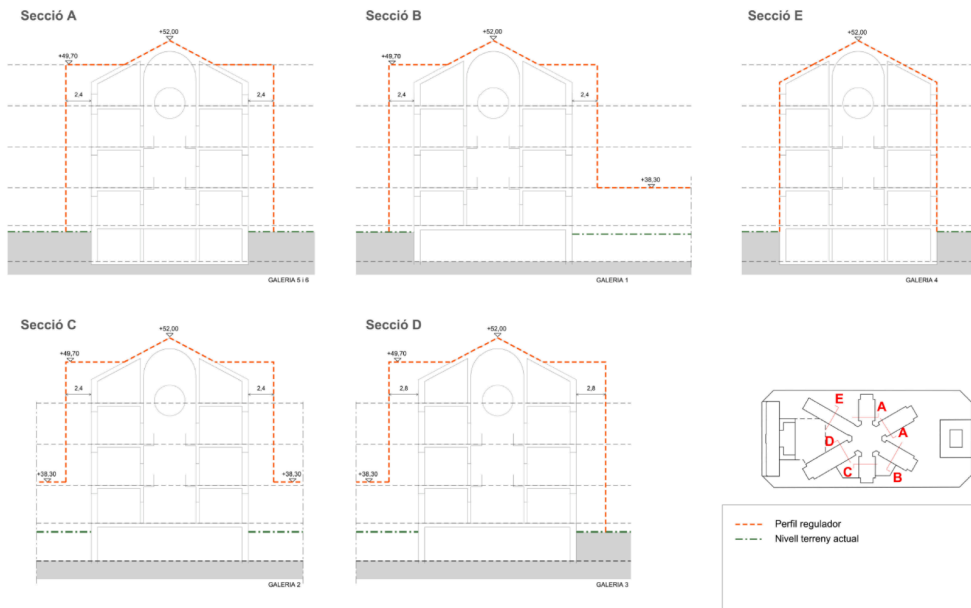 Secció A
+52,00
+49,70
2,4
2,4
GALERIA 5 i 6
Secció B
+52,00
+49,70
2,4
2,4
+38,30
GALERIA 1
Secció E
+52,00
GALERIA 4
Secció C
+52,00
+49,70
2,4
2,4
+38,30
+38,30
GALERIA 2
Secció D
+52,00
+49,70
2,8
2,8
+38,30
GALERIA 3
E
A
A
D
C
B
Perfil regulador
Nivell terreny actual